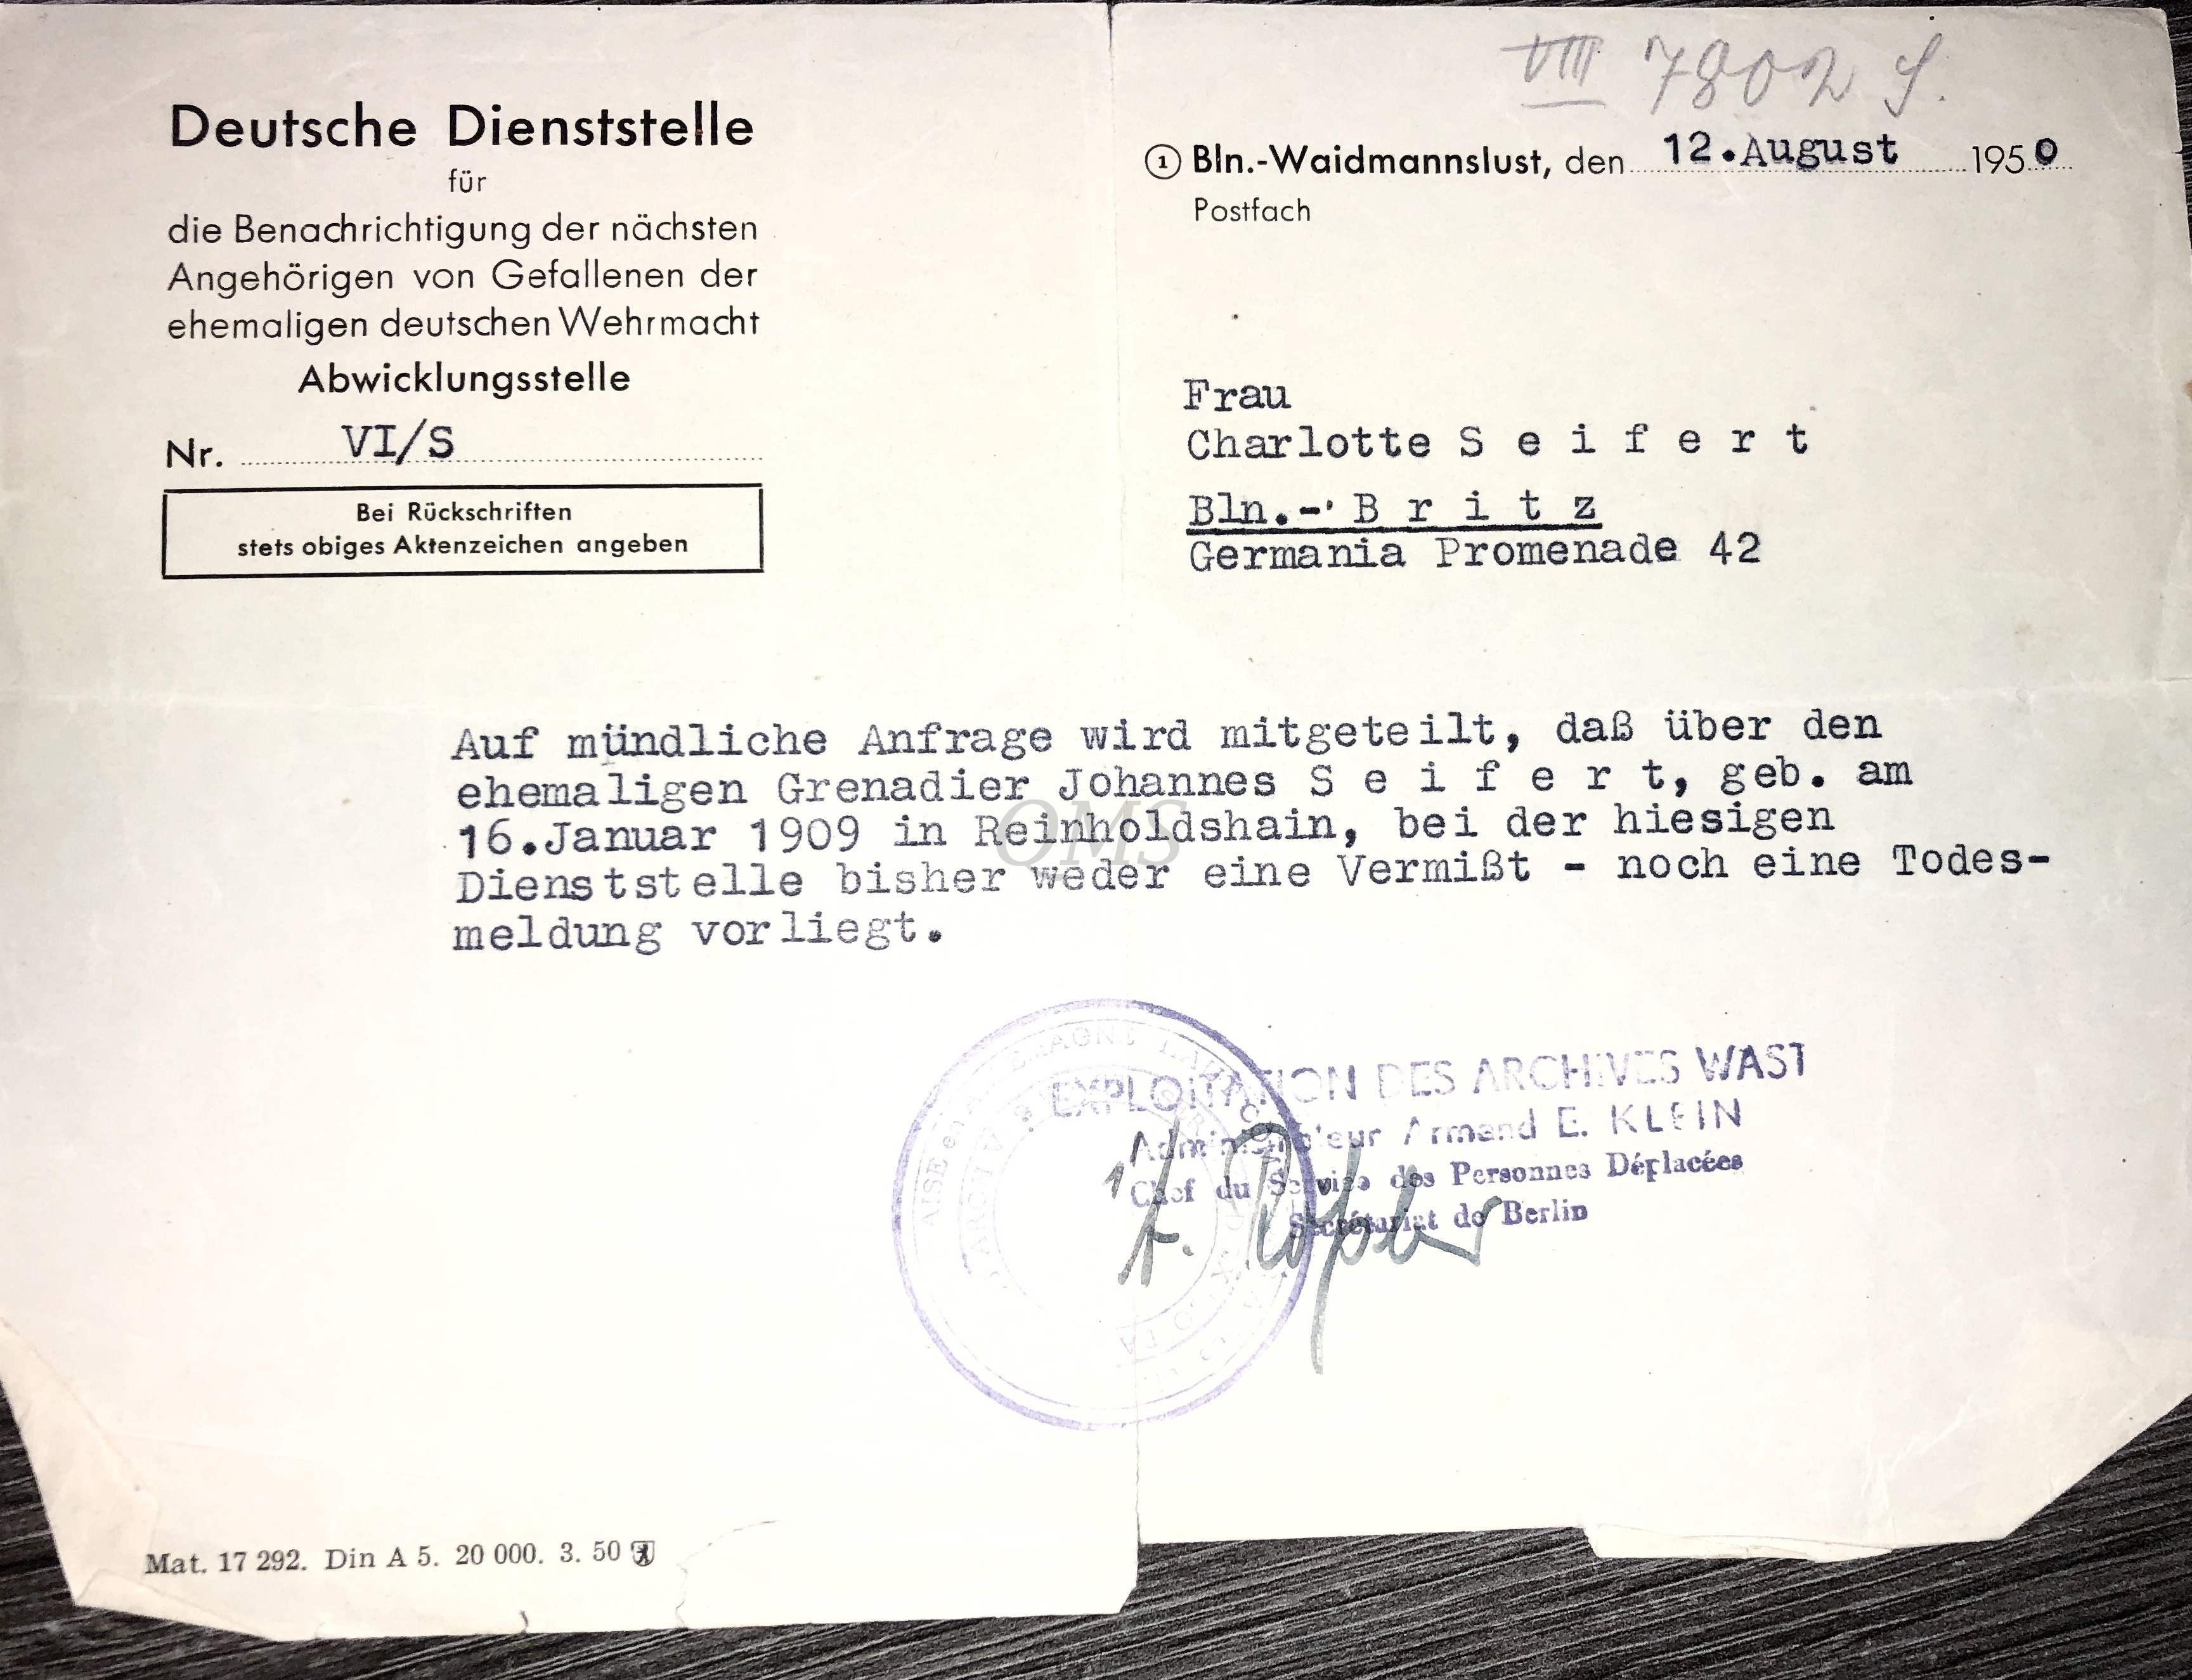 VIII 7802 S.
Deutsche Dienststelle
für
die Benachrichtigung der nächsten
Angehörigen von Gefallenen der
ehemaligen deutschen Wehrmacht
Abwicklungsstelle
Nr. VI/S
Bei Rückschriften
stets obiges Aktenzeichen angeben
① Bln.-Waidmannslust, den 12.August 1950
Postfach
Frau
Charlotte S e i f e r t
Bln.- B r i t z
Germania Promenade 42
Auf mündliche Anfrage wird mitgeteilt, daß über den
ehemaligen Grenadier Johannes S e i f e r t, geb. am
16.Januar 1909 in Reinholdshain, bei der hiesigen
Dienststelle bisher weder eine Vermißt - noch eine Todes-
meldung vorliegt.
OMS
EXPLOITATION DES ARCHIVES WAST
Administrateur Armand E. KLEIN
Chef du Service des Personnes Déplacées
Secrétariat de Berlin
Mat. 17 292. Din A 5. 20 000. 3. 50